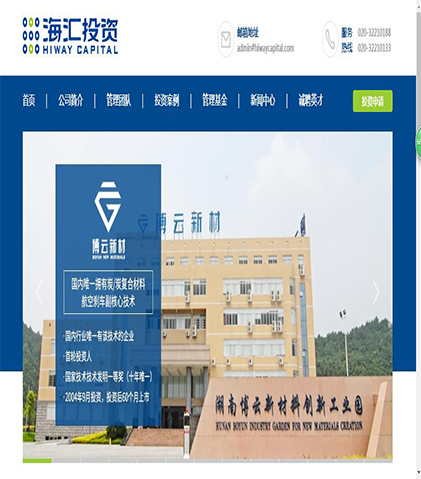 海汇投资
HIWAY CAPITAL
邮箱地址
admin@hiwaycapital.com
服务 020-32210188
热线 020-32210133
首页 公司简介 管理团队 投资案例 管理基金 新闻中心 诚聘英才 投资申请
博云新材
BOYUN NEW MATERIALS
国内唯一拥有炭/炭复合材料
航空刹车副核心技术
·国内行业唯一有该技术的企业
·首轮投资人
·国家技术技术发明一等奖（十年唯一）
·2004年9月投资，投资后60个月上市
博云新材
湖南博云新材料创新工业园
HUNAN BOYUN INDUSTRY GARDEN FOR NEW MATERIALS CREATION